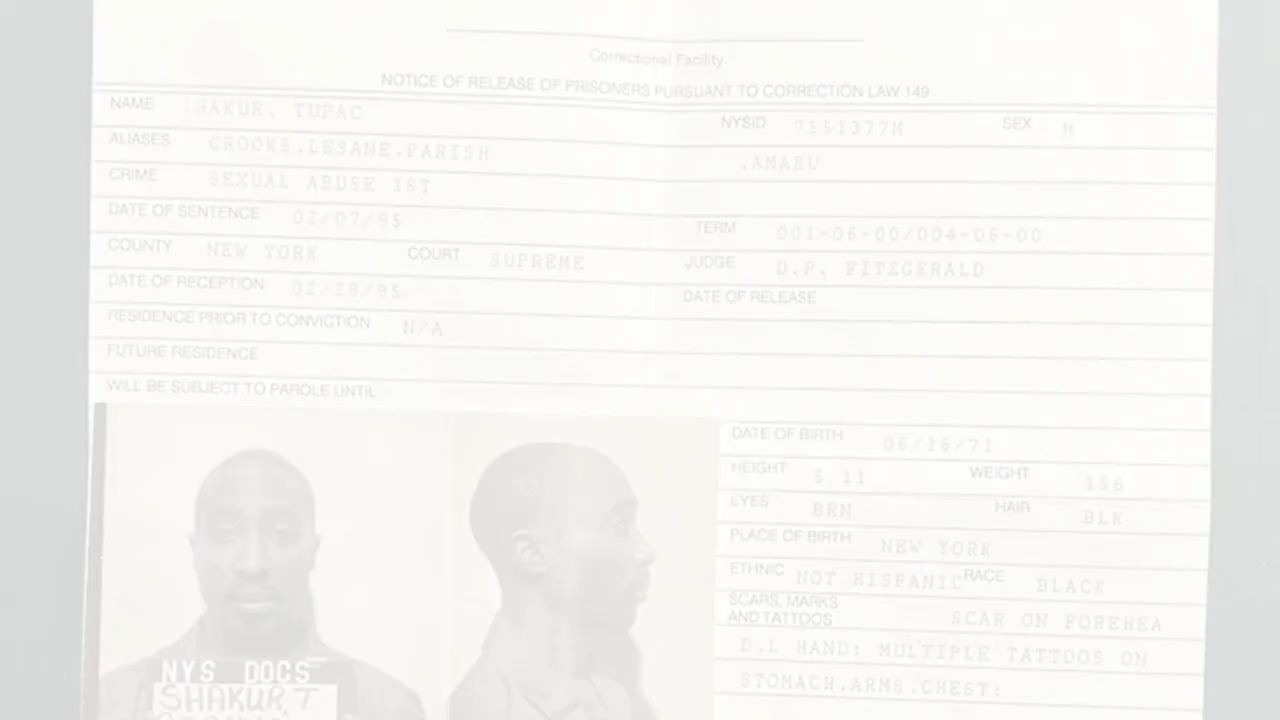 Correctional Facility
NOTICE OF RELEASE OF PRISONERS PURSUANT TO CORRECTION LAW 149
NAME SHAKUR, TUPAC NYSID 7551377M SEX M
ALIASES CROOKS.LESANE.PARISH .AMARU
CRIME SEXUAL ABUSE 1ST
DATE OF SENTENCE 02/07/95 TERM 001-06-00/004-06-00
COUNTY NEW YORK COURT SUPREME JUDGE D.P. FITZGERALD
DATE OF RECEPTION 02/28/95 DATE OF RELEASE
RESIDENCE PRIOR TO CONVICTION N/A
FUTURE RESIDENCE
WILL BE SUBJECT TO PAROLE UNTIL
DATE OF BIRTH 06/16/71
HEIGHT 5 11 WEIGHT 156
EYES BRN HAIR BLK
PLACE OF BIRTH NEW YORK
ETHNIC NOT HISPANIC RACE BLACK
SCARS, MARKS
AND TATTOOS SCAR ON FOREHEA
D.L HAND: MULTIPLE TATTOOS ON
STOMACH.ARMS.CHEST:
NYS DOCS
SHAKUR, T